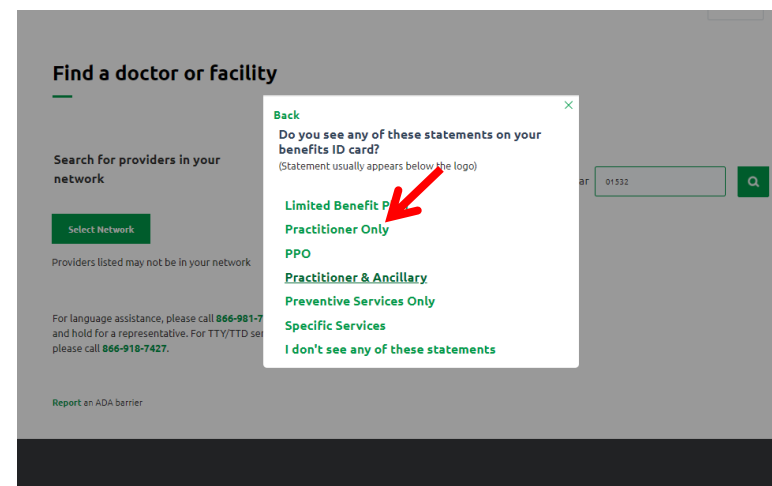 Find a doctor or facility
Search for providers in your
network
Select Network
Providers listed may not be in your network
For language assistance, please call 866-981-7
and hold for a representative. For TTY/TTD ser
please call 866-918-7427.
Report an ADA barrier
Back
Do you see any of these statements on your
benefits ID card?
(Statement usually appears below the logo)
Limited Benefit P
Practitioner Only
PPO
Practitioner & Ancillary
Preventive Services Only
Specific Services
I don't see any of these statements
ar
01532